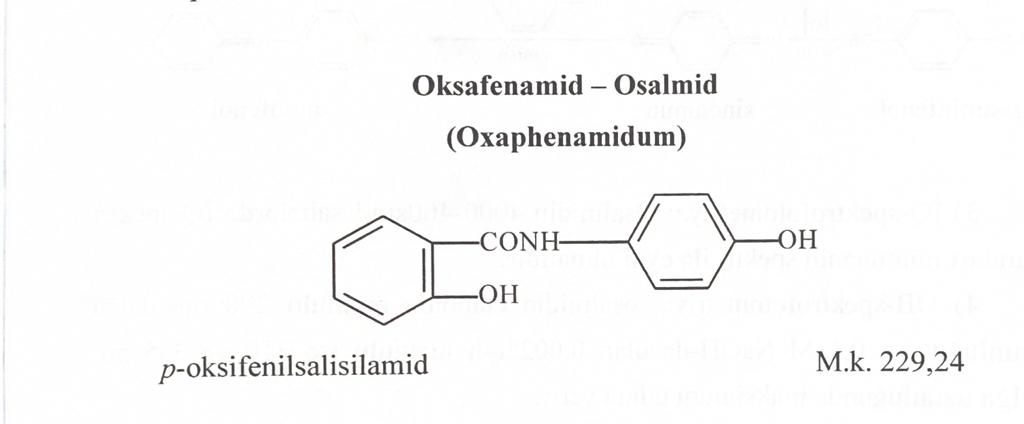 Oksafenamid – Osalmid
(Oxaphenamidum)
CONH
OH
OH
p-oksifenilsalisilamid
M.k. 229,24